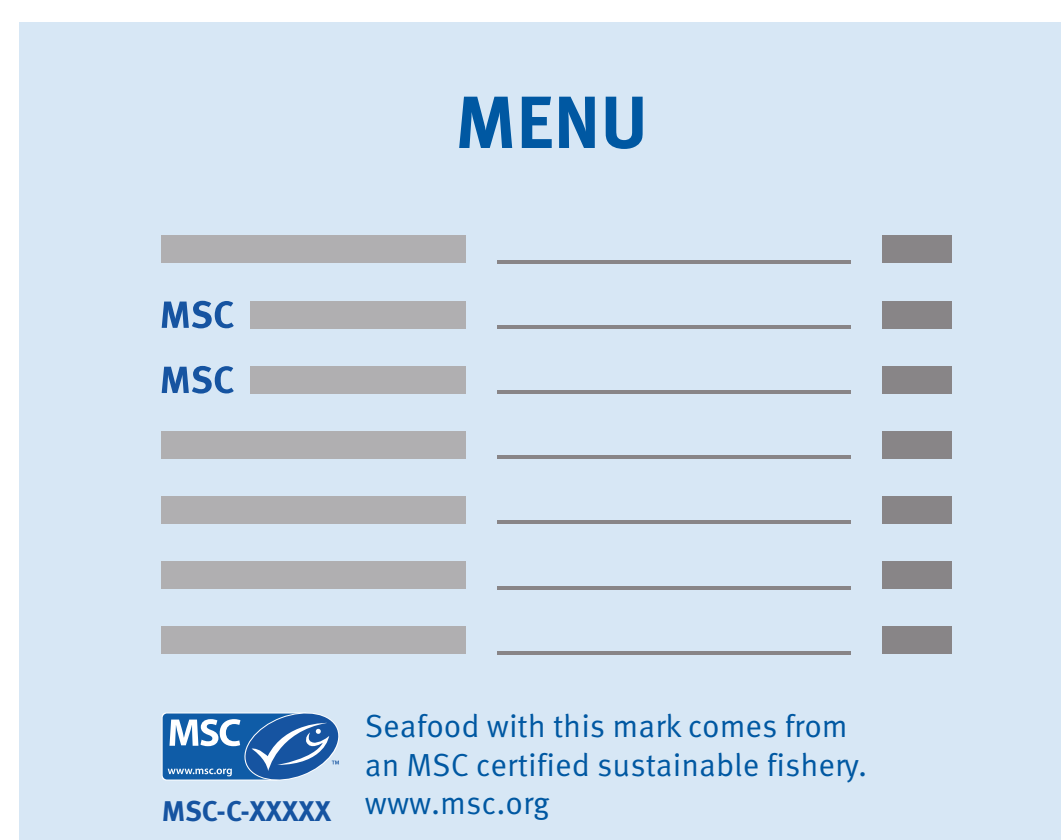 MENU
MSC
MSC
MSC
www.msc.org
TM
MSC-C-XXXXX
Seafood with this mark comes from
an MSC certified sustainable fishery.
www.msc.org